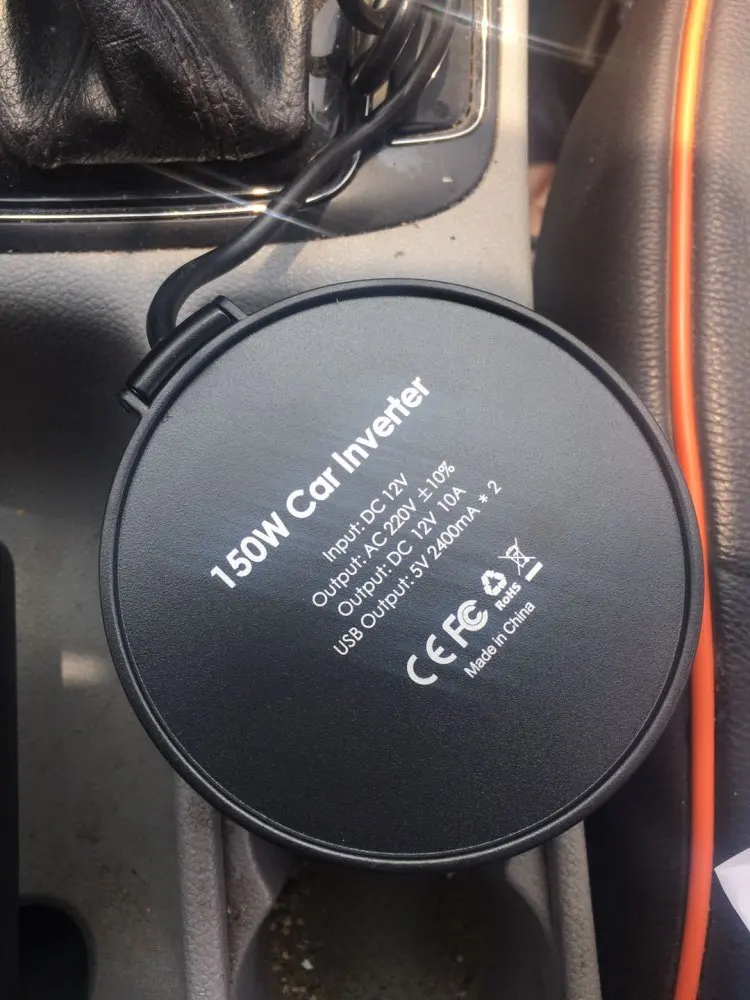 150W Car Inverter
Input: DC 12V
Output: AC 220V ±10%
Output: DC 12V 10A
USB Output: 5V 2400mA * 2
CE FC RoHS
Made in China